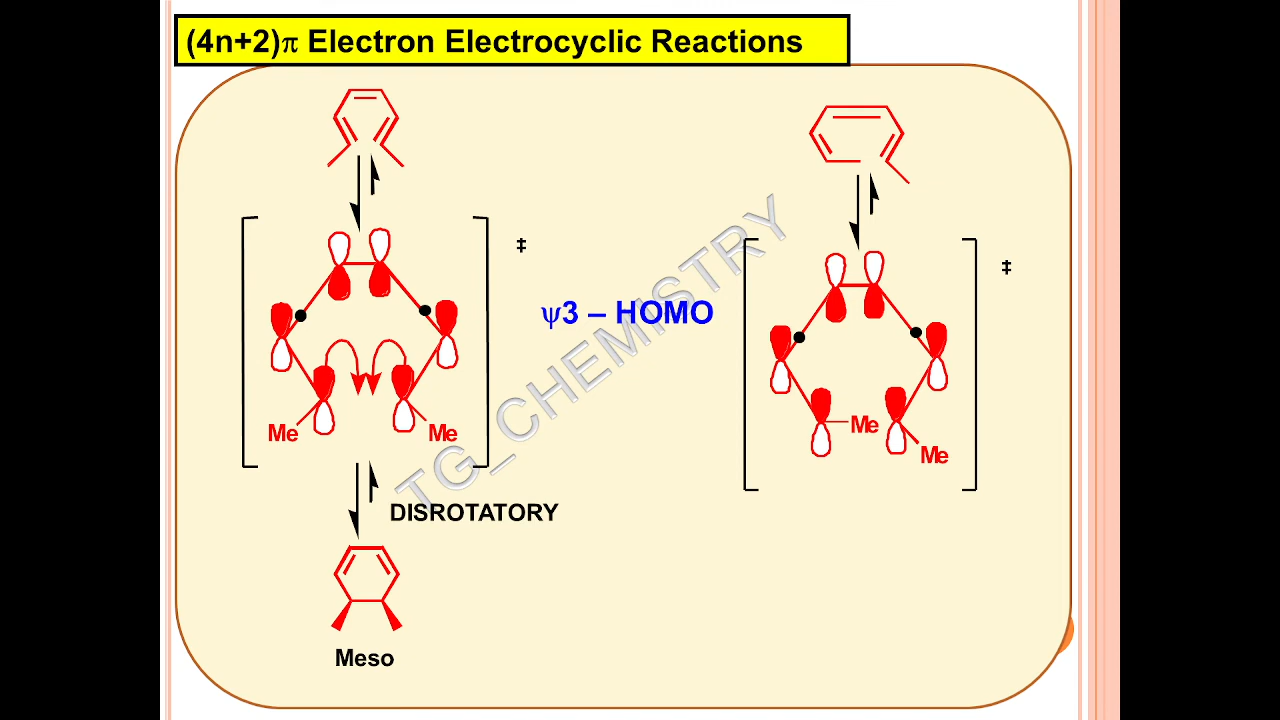 (4n+2)π Electron Electrocyclic Reactions
‡
‡
ψ3 – HOMO
TG_CHEMISTRY
Me
Me
Me
Me
DISROTATORY
Meso